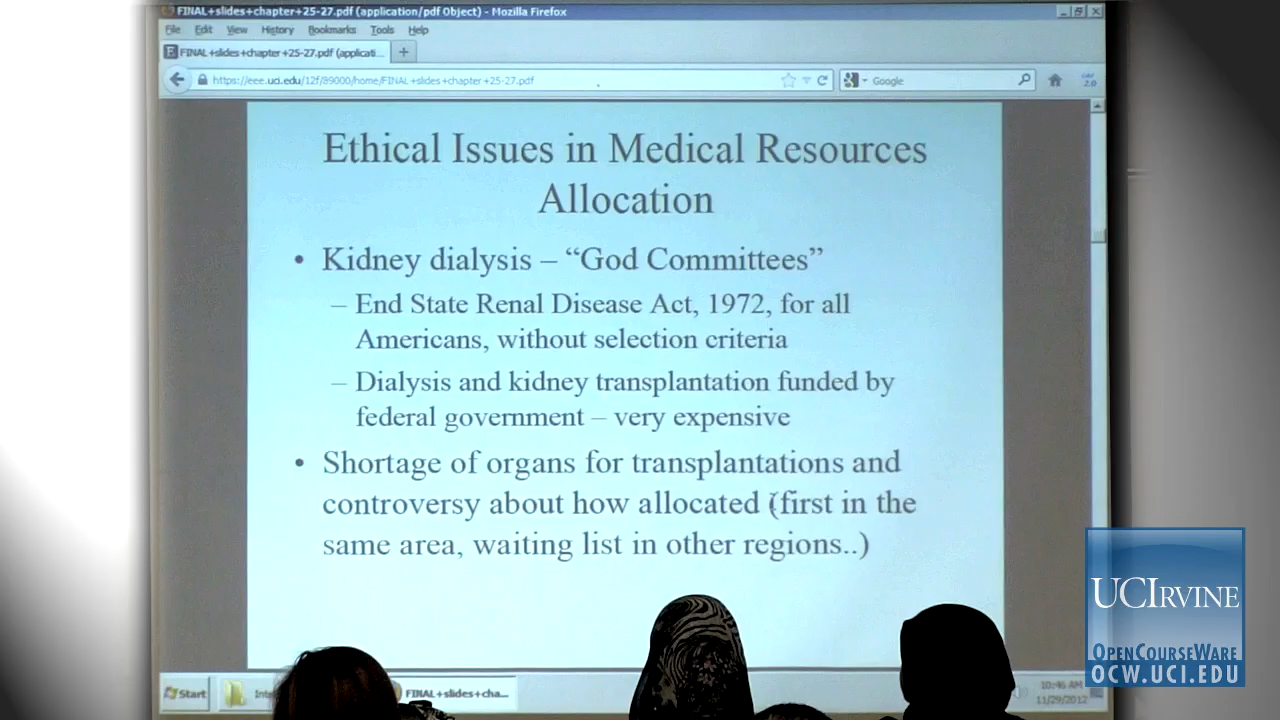 FINAL+slides+chapter+25-27.pdf (application/pdf Object) - Mozilla Firefox
File Edit View History Bookmarks Tools Help
FINAL+slides+chapter+25-27.pdf (applicati...
https://eee.uci.edu/12f/89000/home/FINAL+slides+chapter+25-27.pdf
Google
Ethical Issues in Medical Resources
Allocation
• Kidney dialysis – “God Committees”
– End State Renal Disease Act, 1972, for all
Americans, without selection criteria
– Dialysis and kidney transplantation funded by
federal government – very expensive
• Shortage of organs for transplantations and
controversy about how allocated (first in the
same area, waiting list in other regions..)
UCIRVINE
OPENCOURSEWARE
OCW.UCI.EDU
Start
FINAL+slides+cha...
10:46 AM
11/29/2012